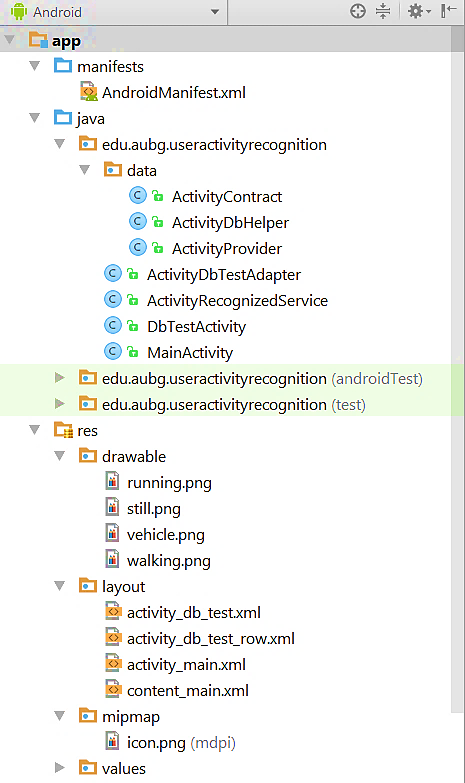 Android
app
manifests
AndroidManifest.xml
java
edu.aubg.useractivityrecognition
data
C ActivityContract
C ActivityDbHelper
C ActivityProvider
C ActivityDbTestAdapter
C ActivityRecognizedService
C DbTestActivity
C MainActivity
edu.aubg.useractivityrecognition (androidTest)
edu.aubg.useractivityrecognition (test)
res
drawable
running.png
still.png
vehicle.png
walking.png
layout
activity_db_test.xml
activity_db_test_row.xml
activity_main.xml
content_main.xml
mipmap
icon.png (mdpi)
values